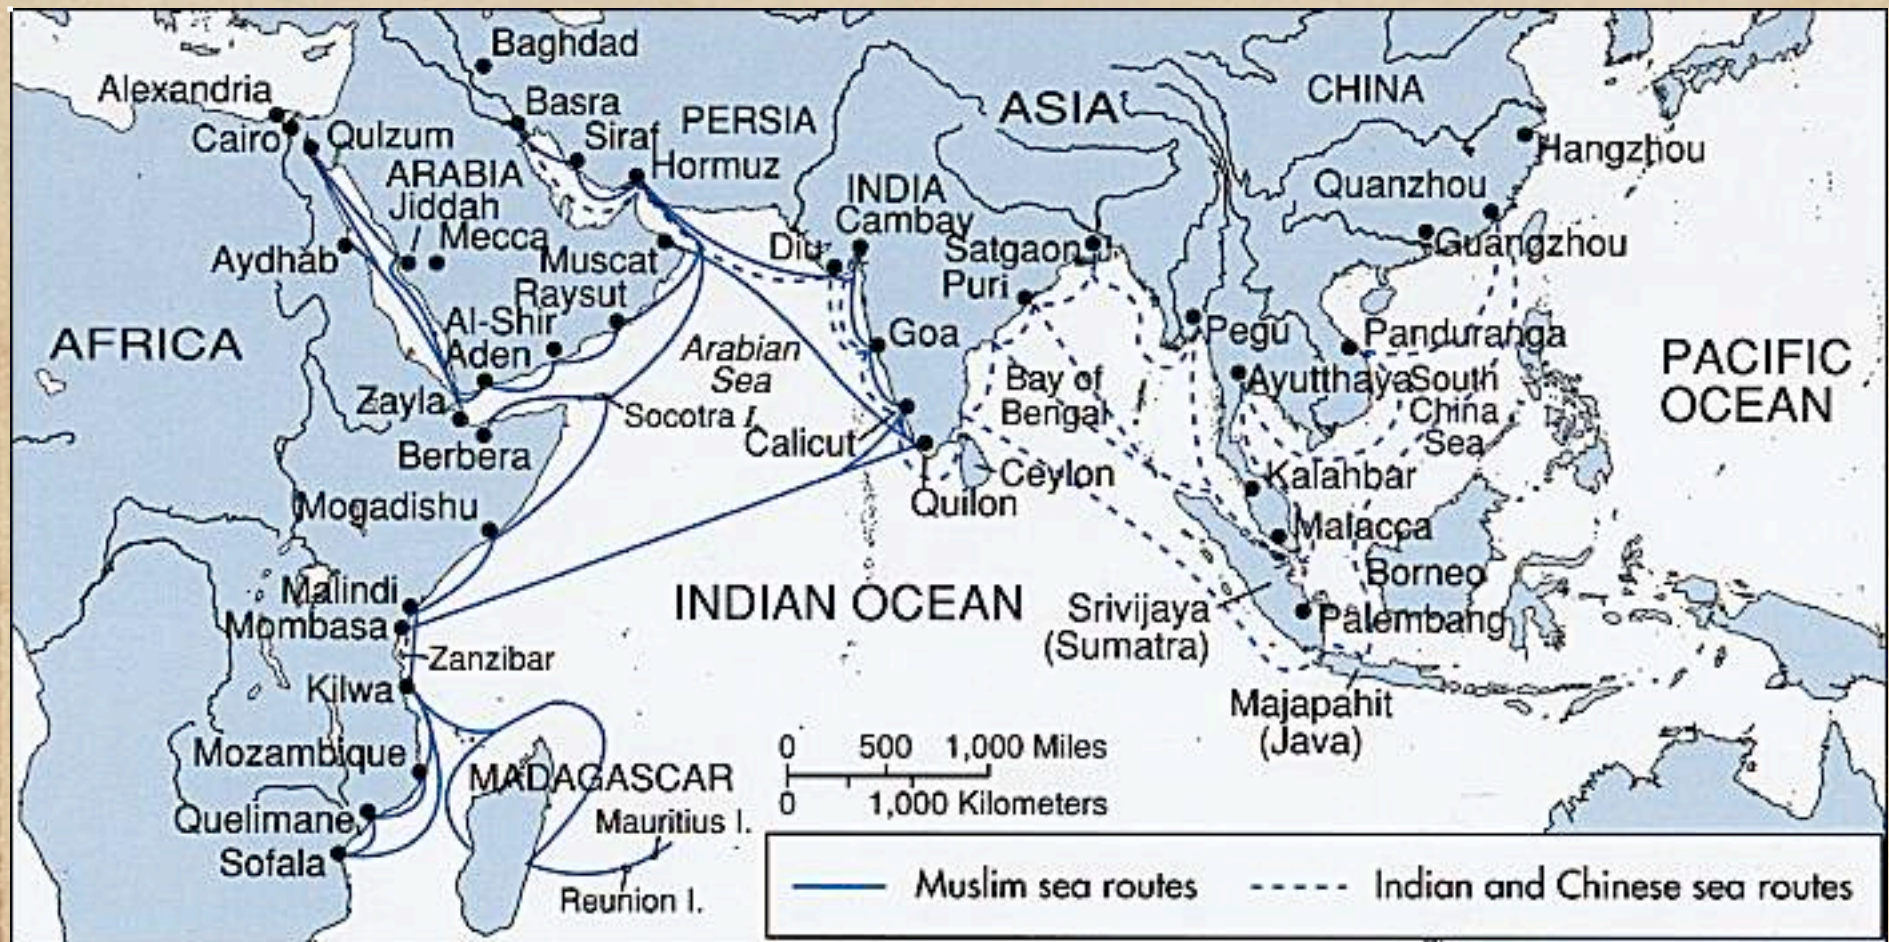 Baghdad
Alexandria
Basra
CHINA
ASIA
PERSIA
Siraf
Cairo
Qulzum
Hangzhou
Hormuz
ARABIA
INDIA
Quanzhou
Jiddah
Cambay
Mecca
Diu
Satgaon
Guangzhou
Aydhab
Muscat
Puri
Raysut
Al-Shir
Goa
Pegu
Panduranga
AFRICA
Aden
Arabian
Sea
PACIFIC
OCEAN
Bay of
Bengal
Ayutthaya
South
China
Sea
Zayla
Socotra I.
Calicut
Berbera
Kalahbar
Ceylon
Quilon
Mogadishu
Malacca
Borneo
Malindi
INDIAN OCEAN
Srivijaya
(Sumatra)
Palembang
Mombasa
Zanzibar
Kilwa
Majapahit
(Java)
Mozambique
0 500 1,000 Miles
MADAGASCAR
0 1,000 Kilometers
Quelimane
Mauritius I.
Sofala
Reunion I.
Muslim sea routes
Indian and Chinese sea routes